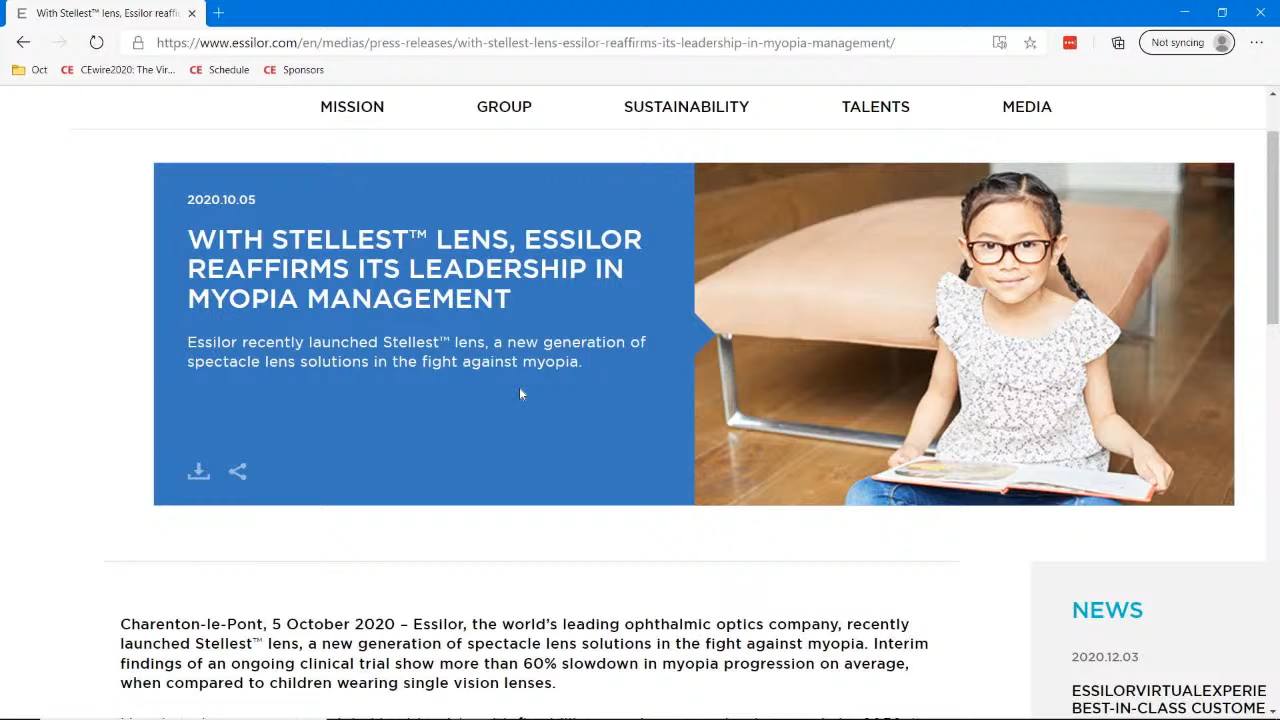 With Stellest™ lens, Essilor reaffi
https://www.essilor.com/en/medias/press-releases/with-stellest-lens-essilor-reaffirms-its-leadership-in-myopia-management/
Not syncing
Oct CE CEwire2020: The Vir... CE Schedule CE Sponsors
MISSION GROUP SUSTAINABILITY TALENTS MEDIA
2020.10.05
WITH STELLEST™ LENS, ESSILOR
REAFFIRMS ITS LEADERSHIP IN
MYOPIA MANAGEMENT
Essilor recently launched Stellest™ lens, a new generation of
spectacle lens solutions in the fight against myopia.
Charenton-le-Pont, 5 October 2020 – Essilor, the world's leading ophthalmic optics company, recently
launched Stellest™ lens, a new generation of spectacle lens solutions in the fight against myopia. Interim
findings of an ongoing clinical trial show more than 60% slowdown in myopia progression on average,
when compared to children wearing single vision lenses.
NEWS
2020.12.03
ESSILORVIRTUALEXPERIE
BEST-IN-CLASS CUSTOME